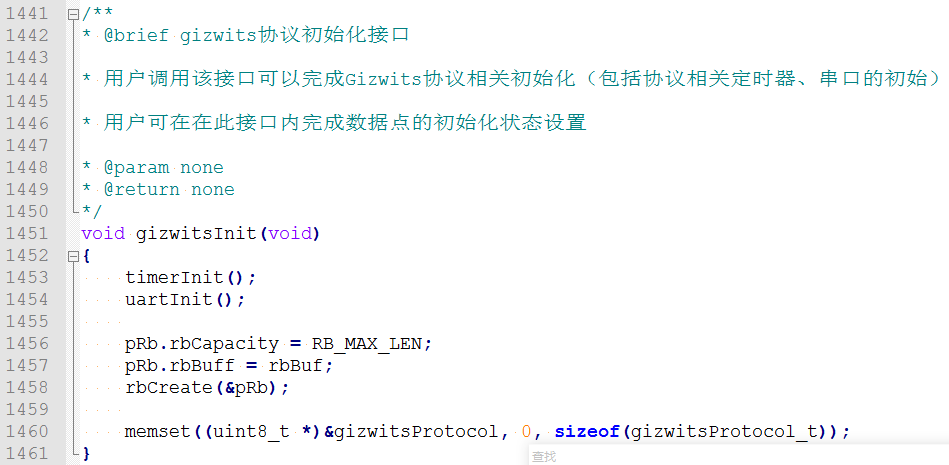 1441 /**
1442 * @brief gizwits协议初始化接口
1443
1444 * 用户调用该接口可以完成Gizwits协议相关初始化（包括协议相关定时器、串口的初始）
1445
1446 * 用户可在在此接口内完成数据点的初始化状态设置
1447
1448 * @param none
1449 * @return none
1450 */
1451 void gizwitsInit(void)
1452 {
1453 timerInit();
1454 uartInit();
1455
1456 pRb.rbCapacity = RB_MAX_LEN;
1457 pRb.rbBuff = rbBuf;
1458 rbCreate(&pRb);
1459
1460 memset((uint8_t *)&gizwitsProtocol, 0, sizeof(gizwitsProtocol_t));
1461 }
查找